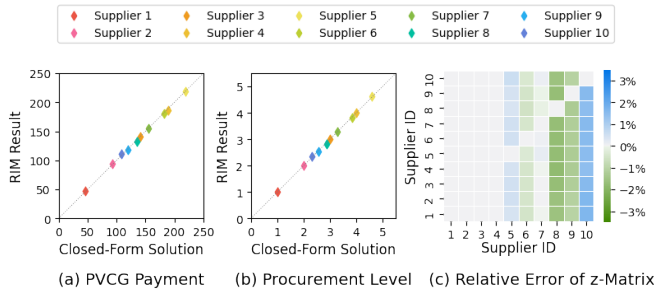 Supplier 1 Supplier 3 Supplier 5 Supplier 7 Supplier 9
Supplier 2 Supplier 4 Supplier 6 Supplier 8 Supplier 10
250
200
150
100
50
0
RIM Result
0 50 100 150 200 250
Closed-Form Solution
(a) PVCG Payment
5
4
3
2
1
0
RIM Result
0 1 2 3 4 5
Closed-Form Solution
(b) Procurement Level
10
9
8
7
6
5
4
3
2
1
Supplier ID
1 2 3 4 5 6 7 8 9 10
Supplier ID
3%
2%
1%
0%
−1%
−2%
−3%
(c) Relative Error of z-Matrix